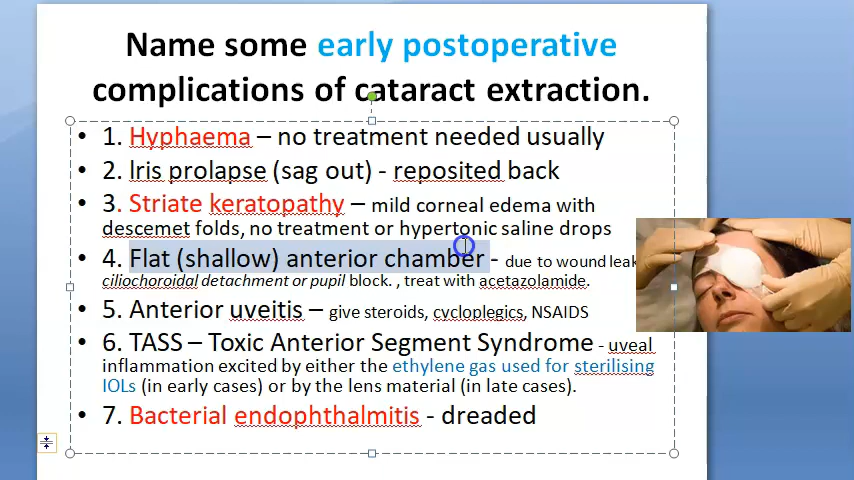 Name some early postoperative
complications of cataract extraction.
• 1. Hyphaema – no treatment needed usually
• 2. Iris prolapse (sag out) - reposited back
• 3. Striate keratopathy – mild corneal edema with
descemet folds, no treatment or hypertonic saline drops
• 4. Flat (shallow) anterior chamber - due to wound leak
ciliochoroidal detachment or pupil block. , treat with acetazolamide.
• 5. Anterior uveitis – give steroids, cycloplegics, NSAIDS
• 6. TASS – Toxic Anterior Segment Syndrome - uveal
inflammation excited by either the ethylene gas used for sterilising
IOLs (in early cases) or by the lens material (in late cases).
• 7. Bacterial endophthalmitis - dreaded